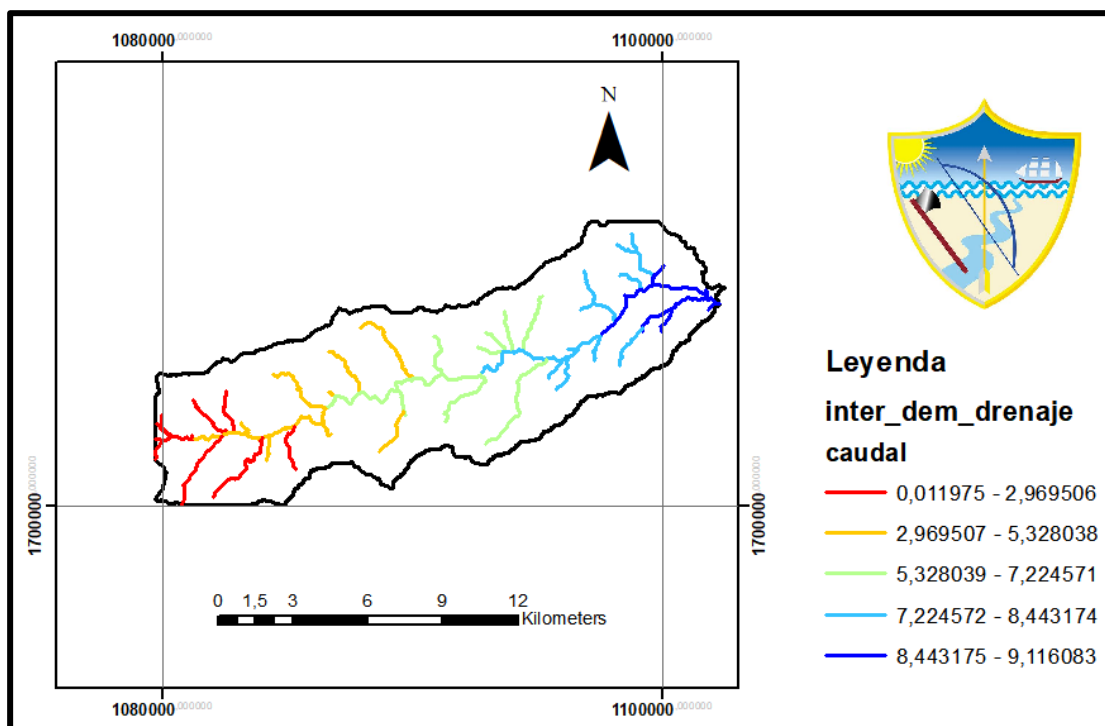 1080000,000000
1100000,000000
N
1700000,000000
1700000,000000
0 1,5 3 6 9 12
Kilometers
1080000,000000
1100000,000000
Leyenda
inter_dem_drenaje
caudal
0,011975 - 2,969506
2,969507 - 5,328038
5,328039 - 7,224571
7,224572 - 8,443174
8,443175 - 9,116083